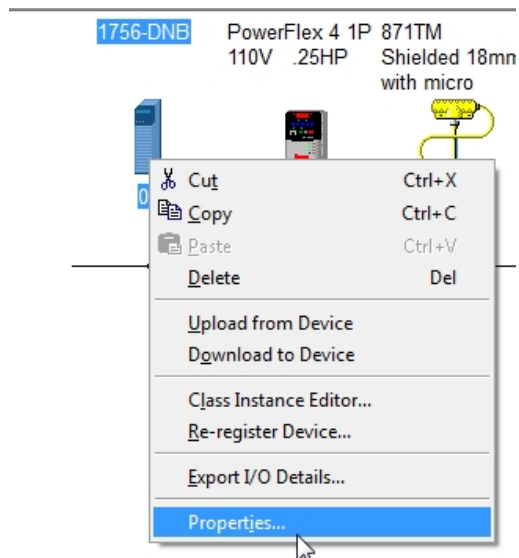 1756-DNB
PowerFlex 4 1P
110V .25HP
871TM
Shielded 18mm
with micro
0
Cut Ctrl+X
Copy Ctrl+C
Paste Ctrl+V
Delete Del
Upload from Device
Download to Device
Class Instance Editor...
Re-register Device...
Export I/O Details...
Properties...